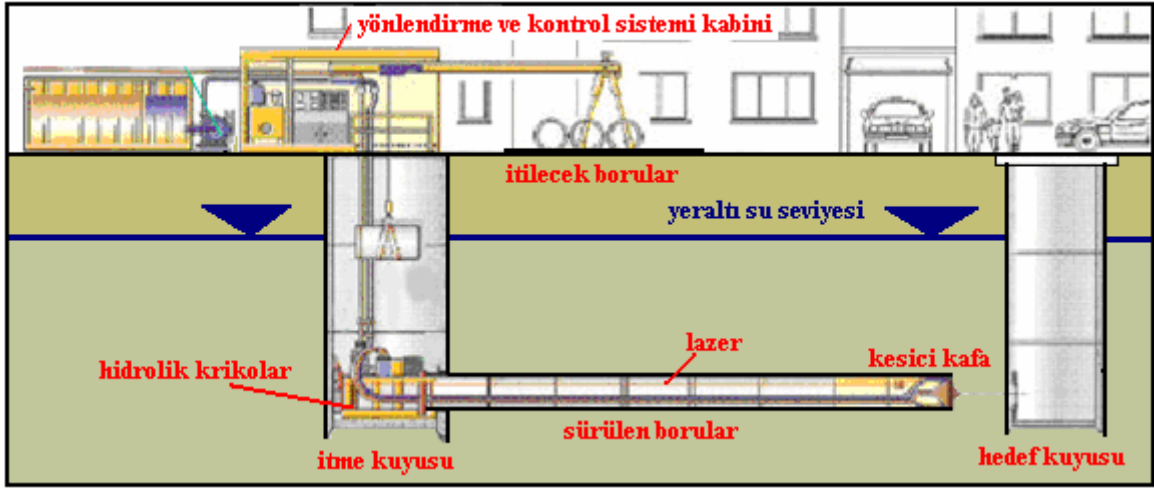 yönlendirme ve kontrol sistemi kabini
itilecek borular
yeraltı su seviyesi
lazer
kesici kafa
hidrolik krikolar
sürülen borular
itme kuyusu
hedef kuyusu